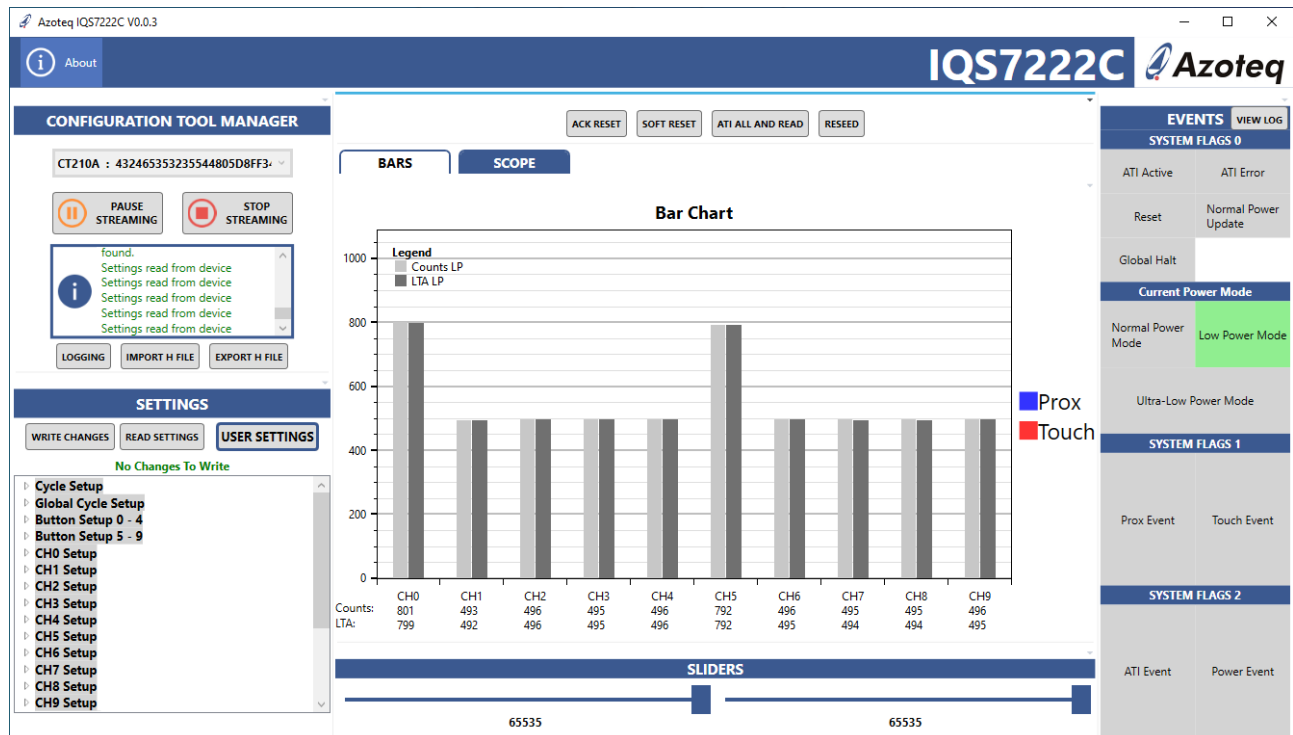 Azoteq IQS7222C V0.0.3
About
IQS7222C
Azoteq
CONFIGURATION TOOL MANAGER
CT210A : 432465353235544805D8FF34
PAUSE
STREAMING
STOP
STREAMING
found.
Settings read from device
Settings read from device
Settings read from device
Settings read from device
Settings read from device
LOGGING
IMPORT H FILE
EXPORT H FILE
SETTINGS
WRITE CHANGES
READ SETTINGS
USER SETTINGS
No Changes To Write
Cycle Setup
Global Cycle Setup
Button Setup 0 - 4
Button Setup 5 - 9
CH0 Setup
CH1 Setup
CH2 Setup
CH3 Setup
CH4 Setup
CH5 Setup
CH6 Setup
CH7 Setup
CH8 Setup
CH9 Setup
ACK RESET
SOFT RESET
ATI ALL AND READ
RESEED
BARS
SCOPE
Bar Chart
Legend
Counts LP
LTA LP
1000
800
600
400
200
0
CH0 CH1 CH2 CH3 CH4 CH5 CH6 CH7 CH8 CH9
Counts: 801 493 496 495 496 792 496 495 495 496
LTA: 799 492 496 495 496 792 495 494 494 495
Prox
Touch
SLIDERS
65535
65535
EVENTS
VIEW LOG
SYSTEM FLAGS 0
ATI Active
ATI Error
Reset
Normal Power
Update
Global Halt
Current Power Mode
Normal Power
Mode
Low Power Mode
Ultra-Low Power Mode
SYSTEM FLAGS 1
Prox Event
Touch Event
SYSTEM FLAGS 2
ATI Event
Power Event